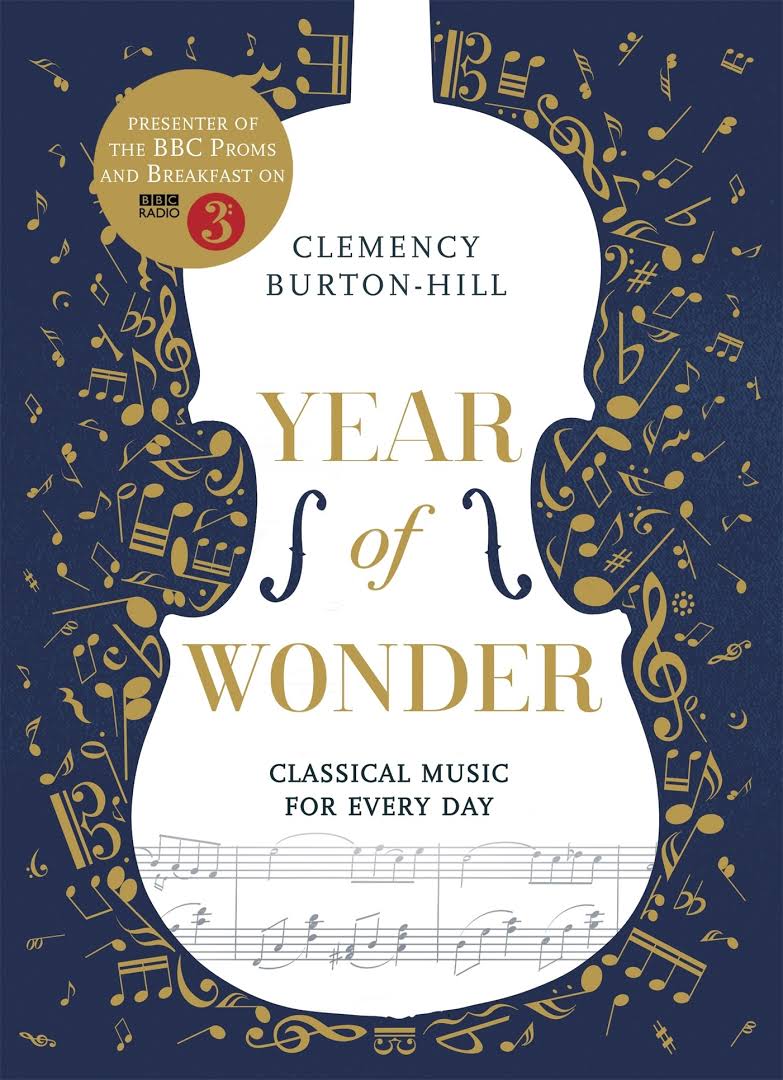 PRESENTER OF
THE BBC PROMS
AND BREAKFAST ON
BBC
RADIO 3
CLEMENCY
BURTON-HILL
YEAR
of
WONDER
CLASSICAL MUSIC
FOR EVERY DAY